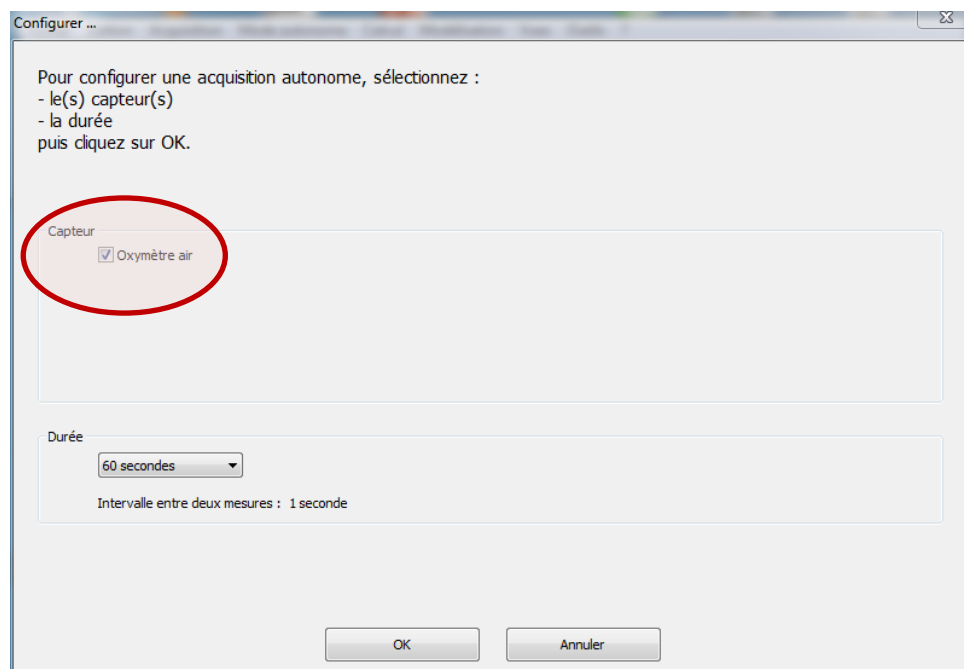 Configurer ...
Pour configurer une acquisition autonome, sélectionnez :
- le(s) capteur(s)
- la durée
puis cliquez sur OK.
Capteur
Oxymètre air
Durée
60 secondes
Intervalle entre deux mesures : 1 seconde
OK
Annuler